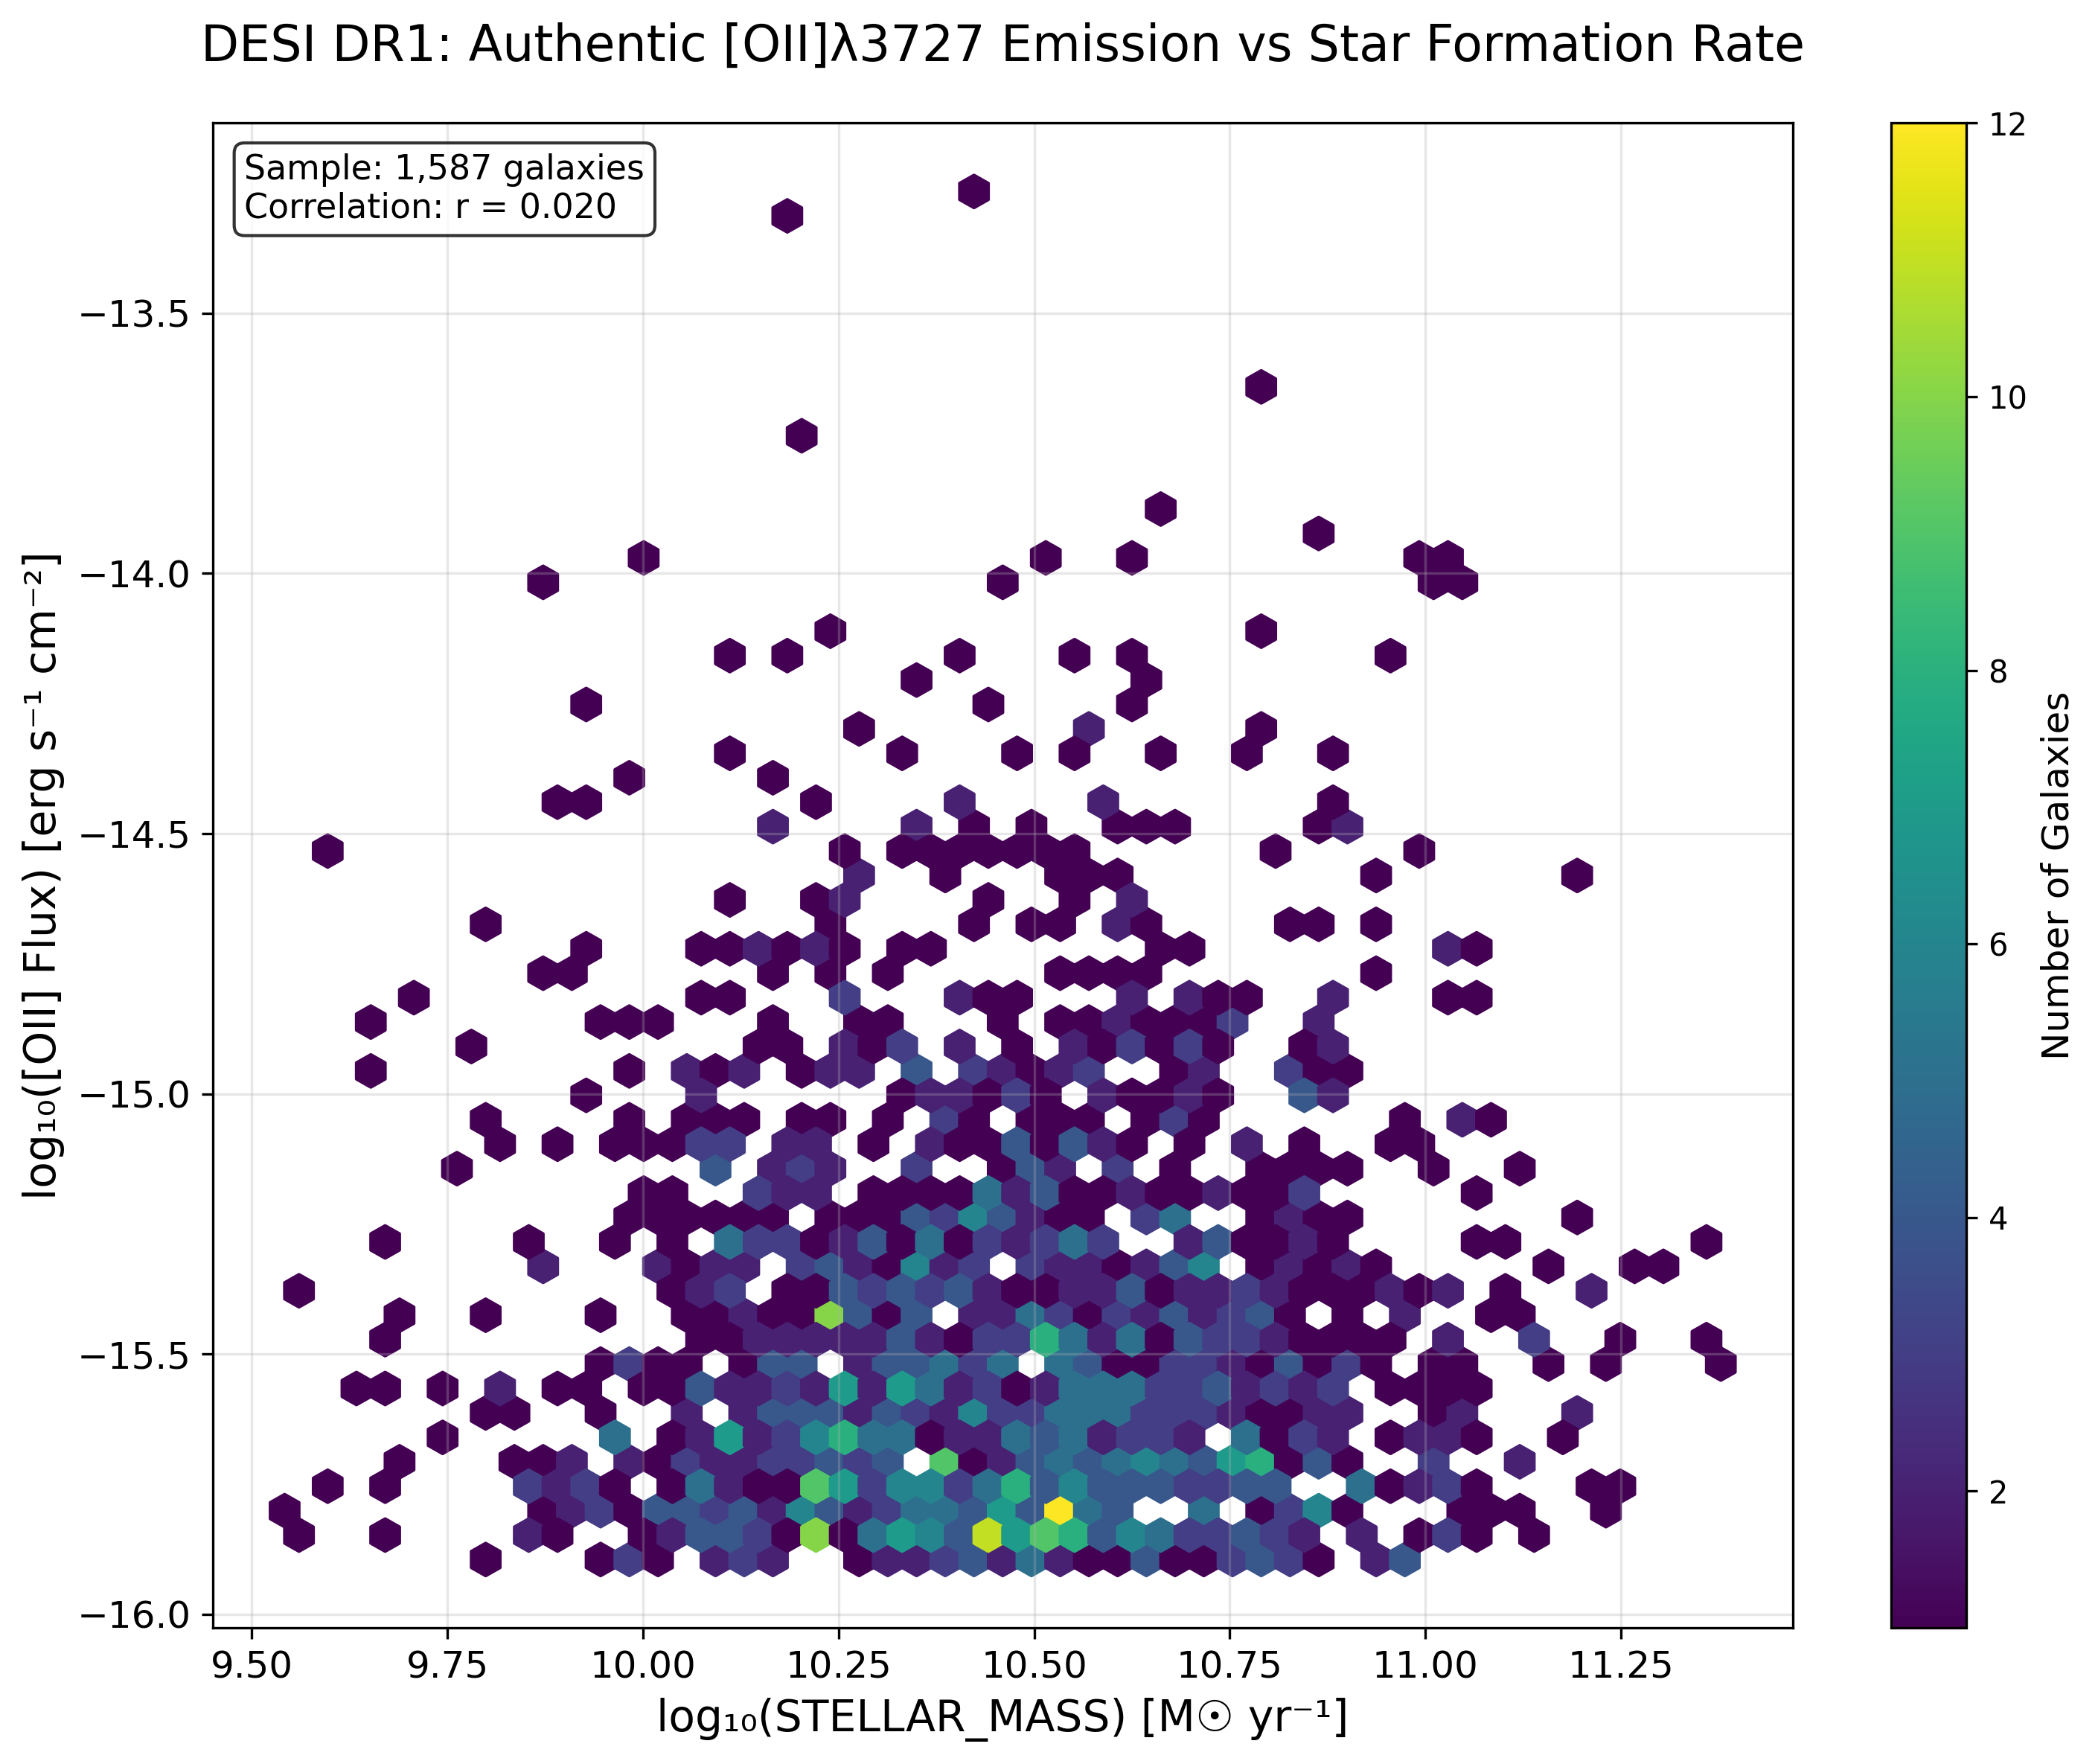 DESI DR1: Authentic [OII]λ3727 Emission vs Star Formation Rate
Sample: 1,587 galaxies
Correlation: r = 0.020
log₁₀([OII] Flux) [erg s⁻¹ cm⁻²]
−13.5
−14.0
−14.5
−15.0
−15.5
−16.0
9.50 9.75 10.00 10.25 10.50 10.75 11.00 11.25
log₁₀(STELLAR_MASS) [M☉ yr⁻¹]
12
10
8
6
4
2
Number of Galaxies